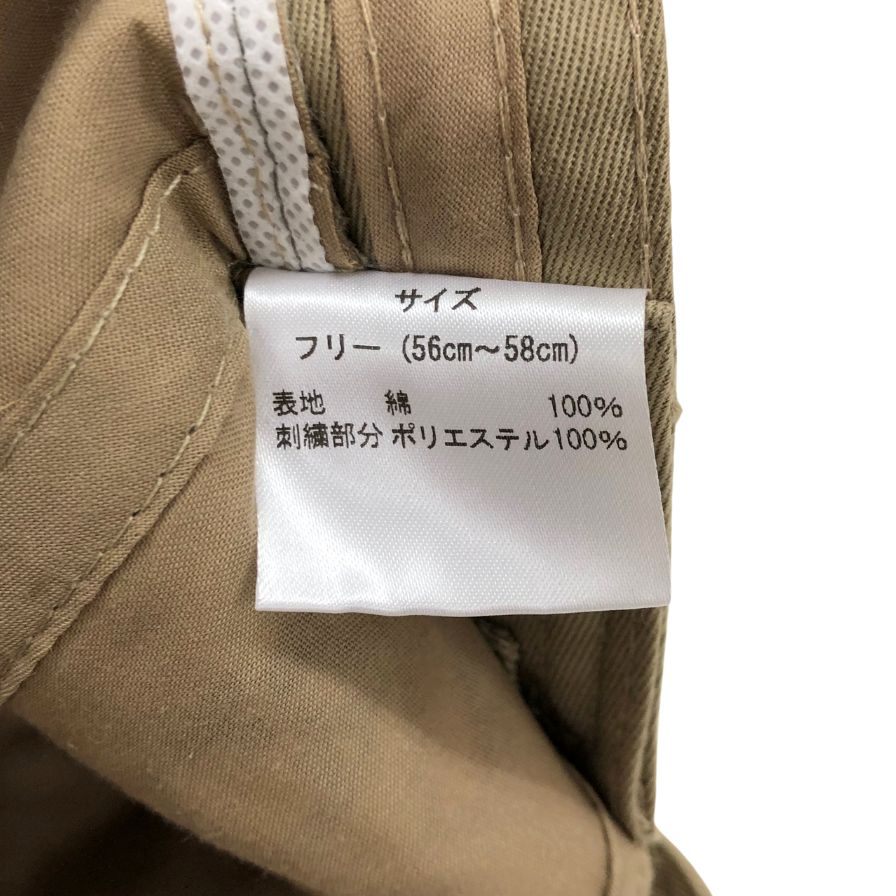 サイズ
フリー (56cm～58cm)
表地 綿 100%
刺繍部分 ポリエステル100%